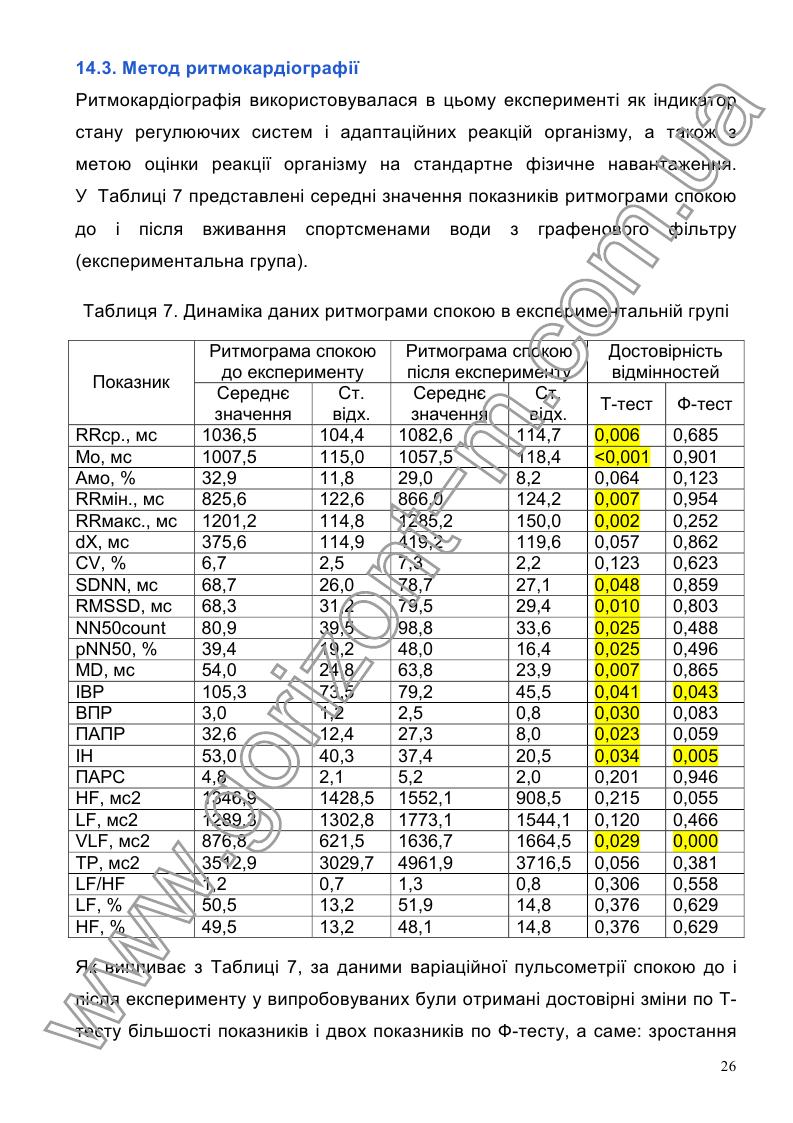 14.3. Метод ритмокардіографії
Ритмокардіографія використовувалася в цьому експерименті як індикатор
стану регулюючих систем і адаптаційних реакцій організму, а також з
метою оцінки реакції організму на стандартне фізичне навантаження.
У Таблиці 7 представлені середні значення показників ритмограми спокою
до і після вживання спортсменами води з графенового фільтру
(експериментальна група).
Таблиця 7. Динаміка даних ритмограми спокою в експериментальній групі
Показник Ритмограма спокою до експерименту Ритмограма спокою після експерименту Достовірність відмінностей
Середнє значення Ст. відх. Середнє значення Ст. відх. Т-тест Ф-тест
RRср., мс 1036,5 104,4 1082,6 114,7 0,006 0,685
Мо, мс 1007,5 115,0 1057,5 118,4 <0,001 0,901
Амо, % 32,9 11,8 29,0 8,2 0,064 0,123
RRмін., мс 825,6 122,6 866,0 124,2 0,007 0,954
RRмакс., мс 1201,2 114,8 1285,2 150,0 0,002 0,252
dX, мс 375,6 114,9 419,2 119,6 0,057 0,862
CV, % 6,7 2,5 7,3 2,2 0,123 0,623
SDNN, мс 68,7 26,0 78,7 27,1 0,048 0,859
RMSSD, мс 68,3 31,2 79,5 29,4 0,010 0,803
NN50count 80,9 39,5 98,8 33,6 0,025 0,488
pNN50, % 39,4 19,2 48,0 16,4 0,025 0,496
MD, мс 54,0 24,8 63,8 23,9 0,007 0,865
ІВР 105,3 73,5 79,2 45,5 0,041 0,043
ВПР 3,0 1,2 2,5 0,8 0,030 0,083
ПАПР 32,6 12,4 27,3 8,0 0,023 0,059
ІН 53,0 40,3 37,4 20,5 0,034 0,005
ПАРС 4,8 2,1 5,2 2,0 0,201 0,946
HF, мс2 1346,9 1428,5 1552,1 908,5 0,215 0,055
LF, мс2 1289,3 1302,8 1773,1 1544,1 0,120 0,466
VLF, мс2 876,8 621,5 1636,7 1664,5 0,029 0,000
TP, мс2 3512,9 3029,7 4961,9 3716,5 0,056 0,381
LF/HF 1,2 0,7 1,3 0,8 0,306 0,558
LF, % 50,5 13,2 51,9 14,8 0,376 0,629
HF, % 49,5 13,2 48,1 14,8 0,376 0,629
Як випливає з Таблиці 7, за даними варіаційної пульсометрії спокою до і
після експерименту у випробовуваних були отримані достовірні зміни по Т-
тесту більшості показників і двох показників по Ф-тесту, а саме: зростання
26
www.gorizont-m.com.ua